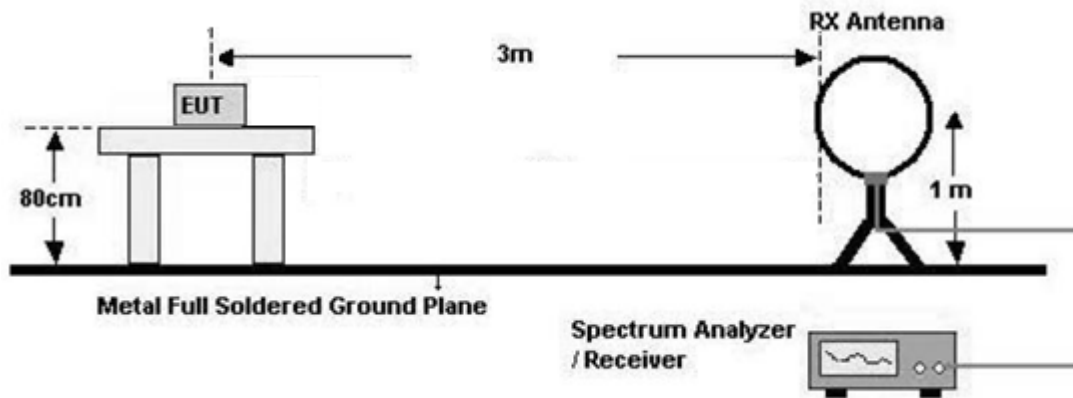 RX Antenna
3m
EUT
80cm
1 m
Metal Full Soldered Ground Plane
Spectrum Analyzer
/ Receiver